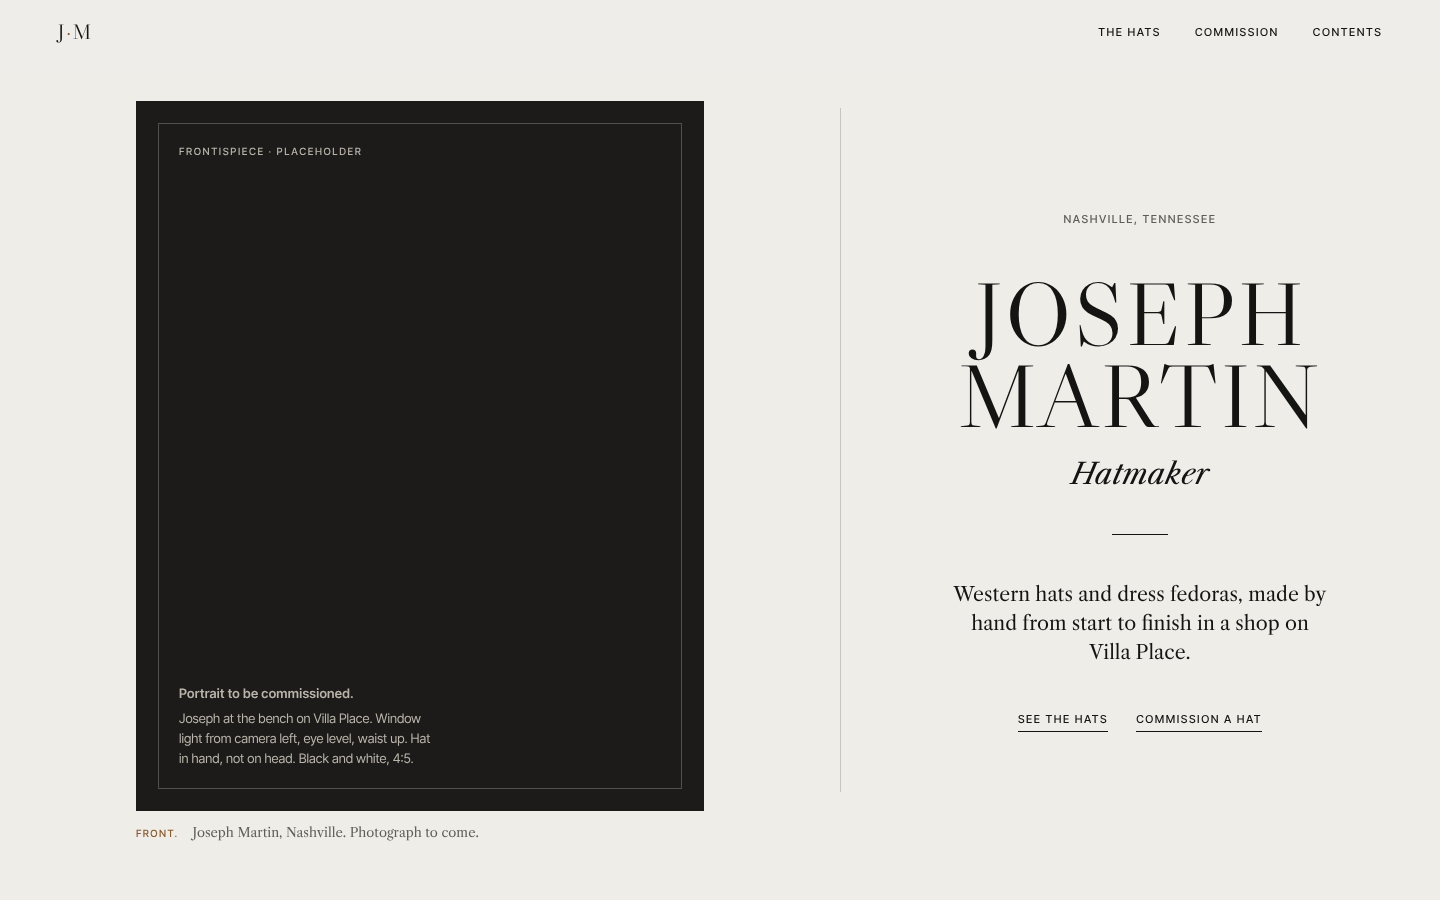 J·M
THE HATS COMMISSION CONTENTS
FRONTISPIECE · PLACEHOLDER
Portrait to be commissioned.
Joseph at the bench on Villa Place. Window
light from camera left, eye level, waist up. Hat
in hand, not on head. Black and white, 4:5.
FRONT. Joseph Martin, Nashville. Photograph to come.
NASHVILLE, TENNESSEE
JOSEPH
MARTIN
Hatmaker
Western hats and dress fedoras, made by
hand from start to finish in a shop on
Villa Place.
SEE THE HATS COMMISSION A HAT